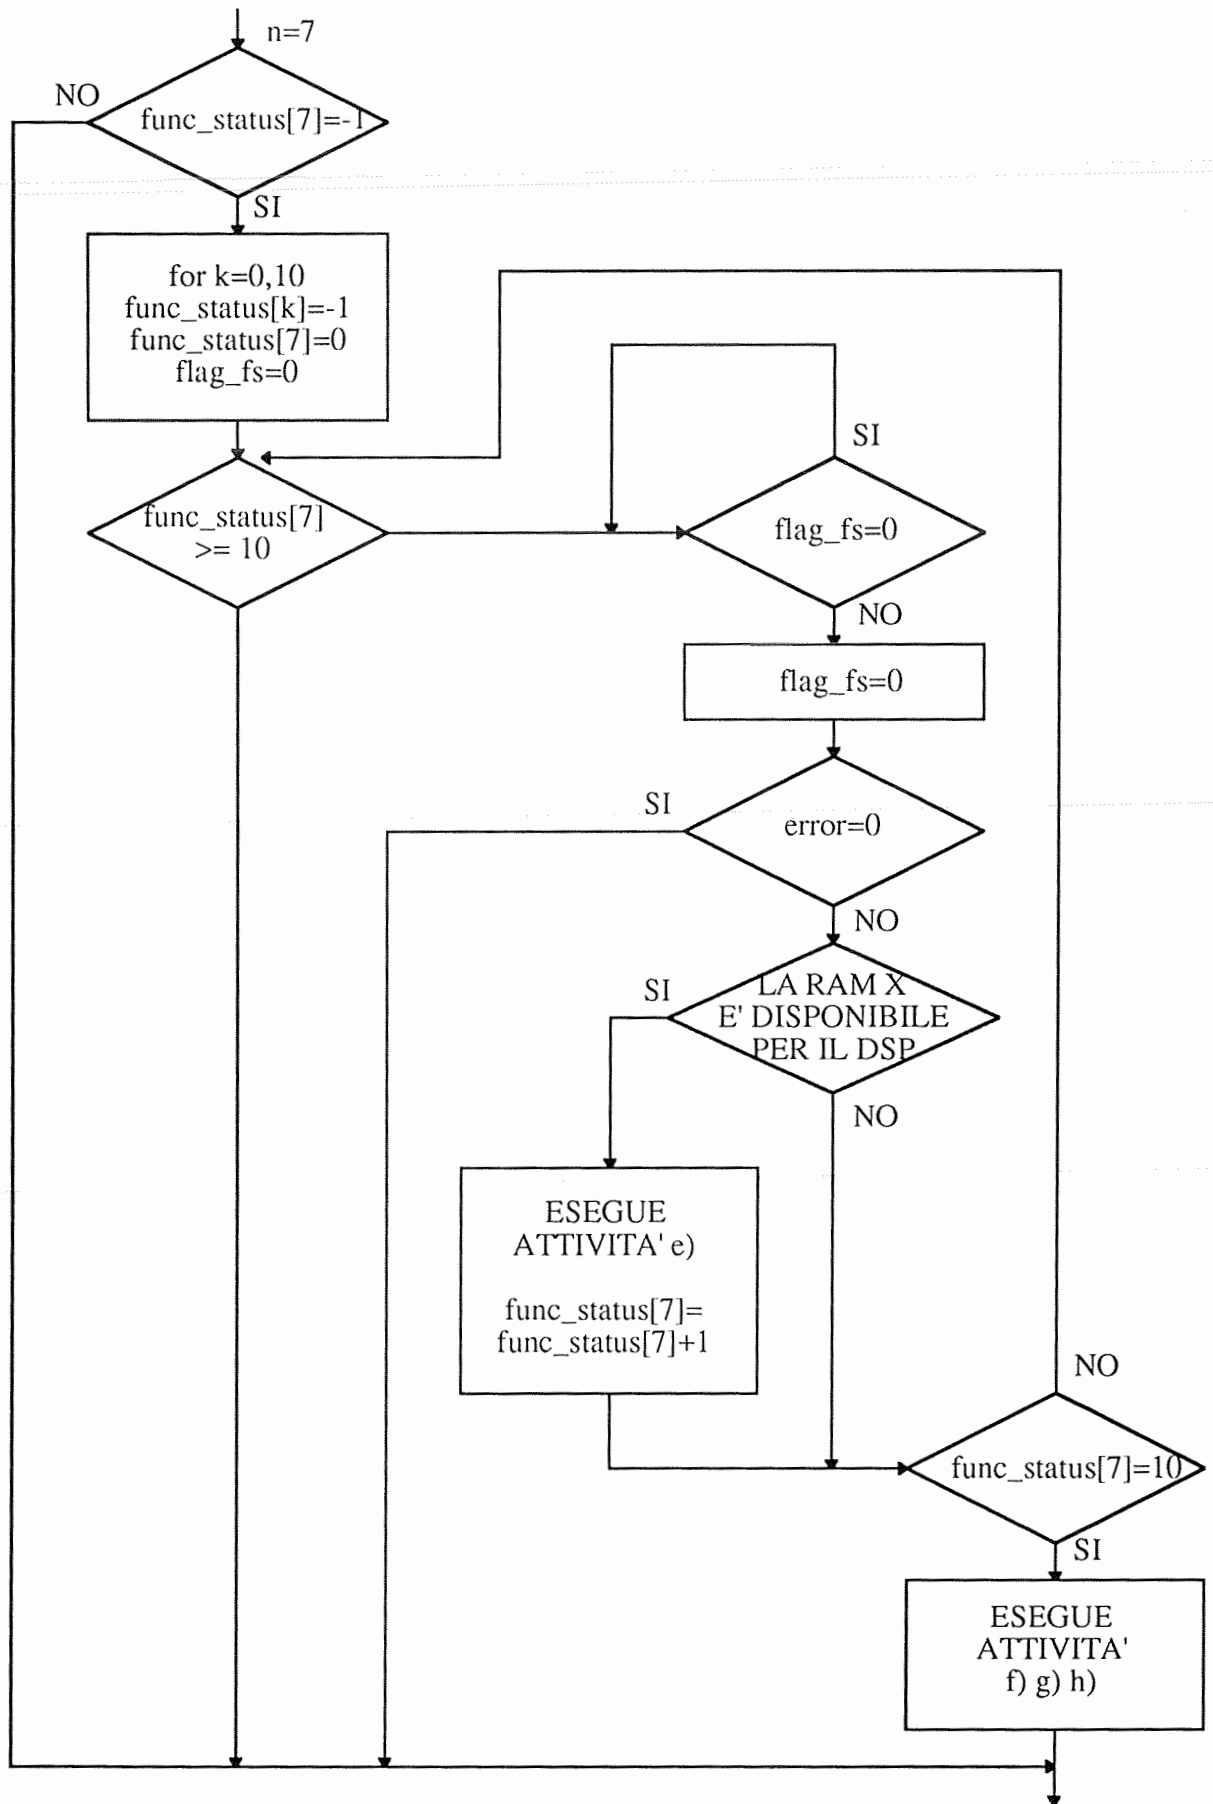 n=7
NO
func_status[7]=-1
SI
for k=0,10
func_status[k]=-1
func_status[7]=0
flag_fs=0
SI
func_status[7]
>= 10
flag_fs=0
NO
flag_fs=0
SI
error=0
NO
SI
LA RAM X
E' DISPONIBILE
PER IL DSP
NO
ESEGUE
ATTIVITA' e)
func_status[7]=
func_status[7]+1
NO
func_status[7]=10
SI
ESEGUE
ATTIVITA'
f) g) h)